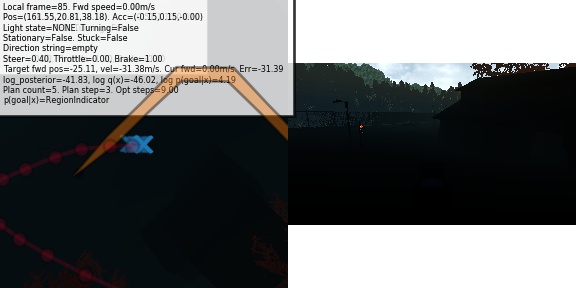 Local frame=85. Fwd speed=0.00m/s
Pos=(161.55,20.81,38.18). Acc=(-0.15,0.15,-0.00)
Light state=NONE. Turning=False
Stationary=False. Stuck=False
Direction string=empty
Steer=0.40, Throttle=0.00, Brake=1.00
Target fwd pos=-25.11, vel=-31.38m/s. Cur fwd=0.00m/s. Err=-31.39
log_posterior=-41.83, log q(x)=-46.02, log p(goal|x)=4.19
Plan count=5. Plan step=3. Opt steps=9.00
p(goal|x)=RegionIndicator